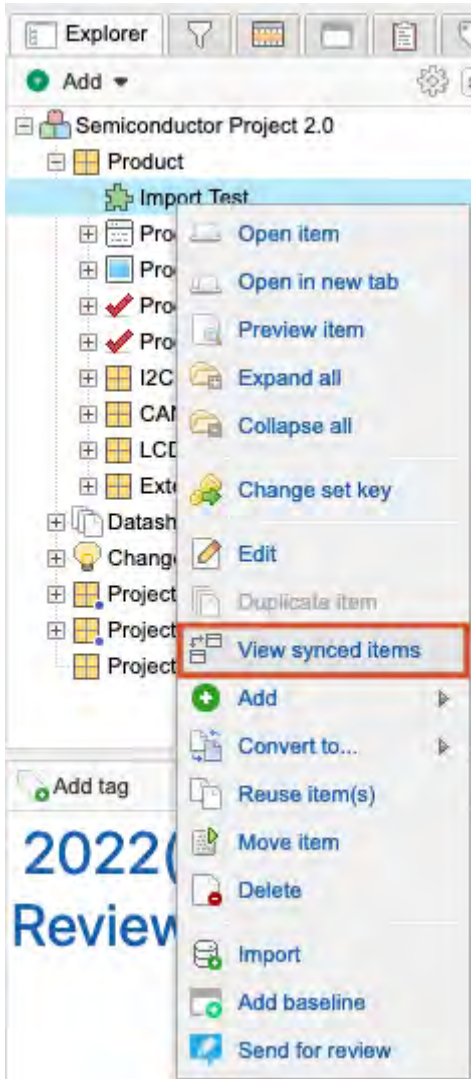 Explorer
Add
Semiconductor Project 2.0
Product
Import Test
Pro
Pro
Pro
Pro
I2C
CAN
LCD
Exte
Datash
Change
Project
Project
Project
Open item
Open in new tab
Preview item
Expand all
Collapse all
Change set key
Edit
Duplicate item
View synced items
Add
Convert to...
Reuse item(s)
Move item
Delete
Import
Add baseline
Send for review
Add tag
2022(
Review